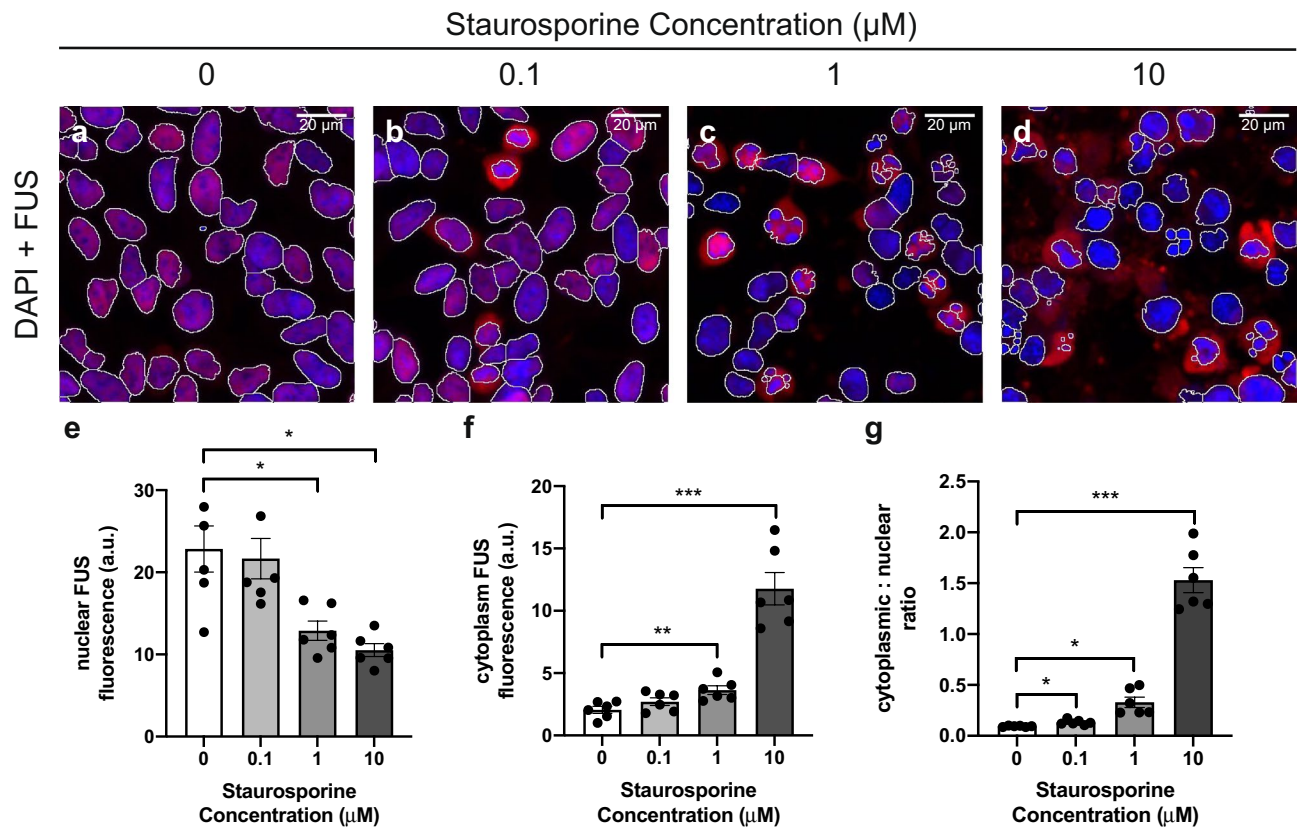 Staurosporine Concentration (µM)
0 0.1 1 10
DAPI + FUS
a 20 µm b 20 µm c 20 µm d 20 µm
e f g
nuclear FUS
fluorescence (a.u.)
30
20
10
0
*
*
0 0.1 1 10
Staurosporine
Concentration (μM)
cytoplasm FUS
fluorescence (a.u.)
20
15
10
5
0
***
**
0 0.1 1 10
Staurosporine
Concentration (μM)
cytoplasmic : nuclear
ratio
2.5
2.0
1.5
1.0
0.5
0.0
***
*
*
0 0.1 1 10
Staurosporine
Concentration (μM)